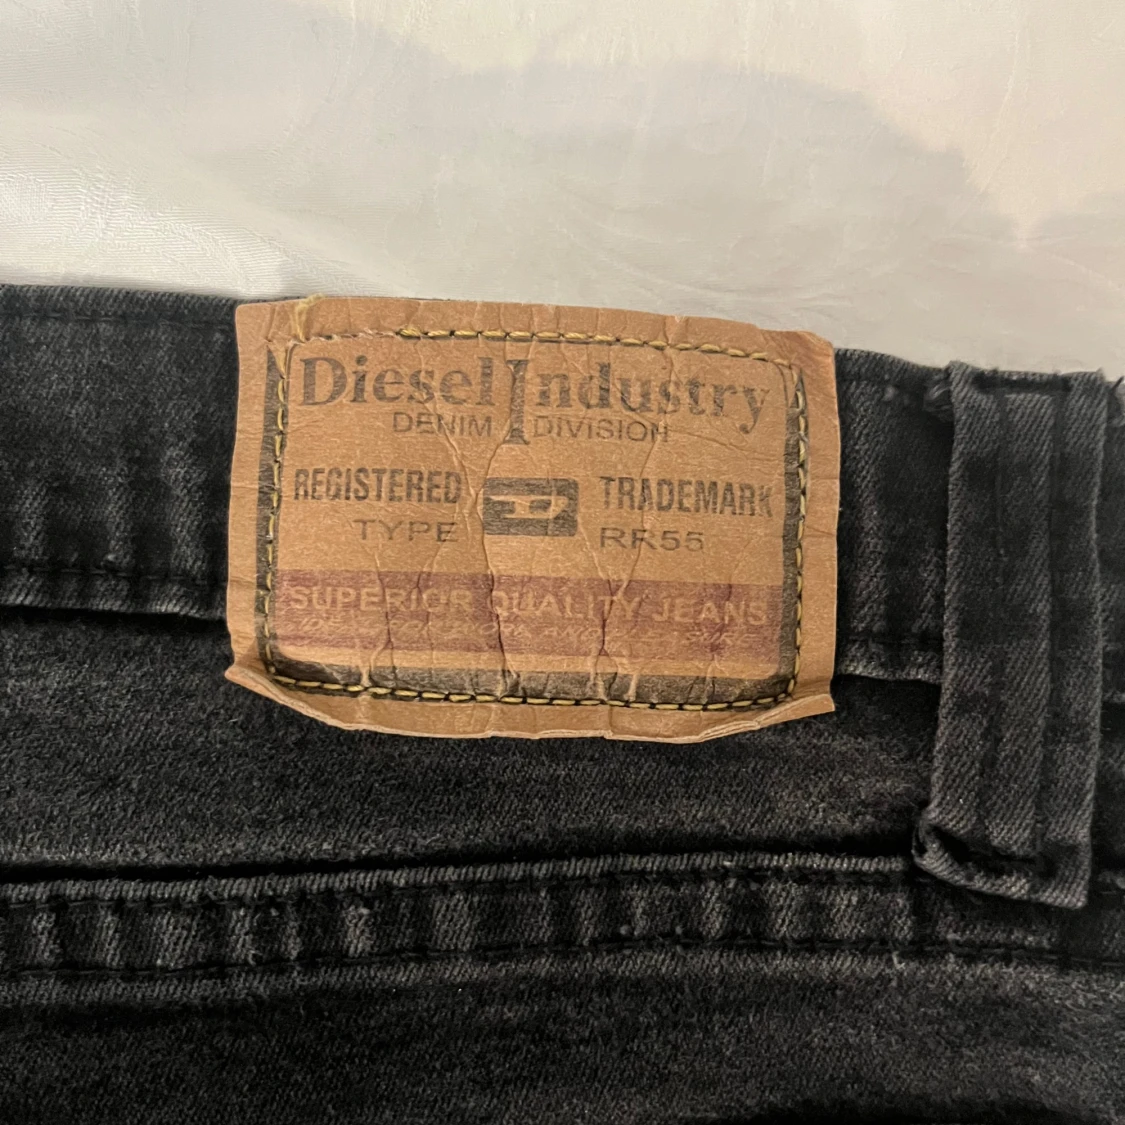 Diesel Industry
DENIM DIVISION
REGISTERED D TRADEMARK
TYPE RR55
SUPERIOR QUALITY JEANS